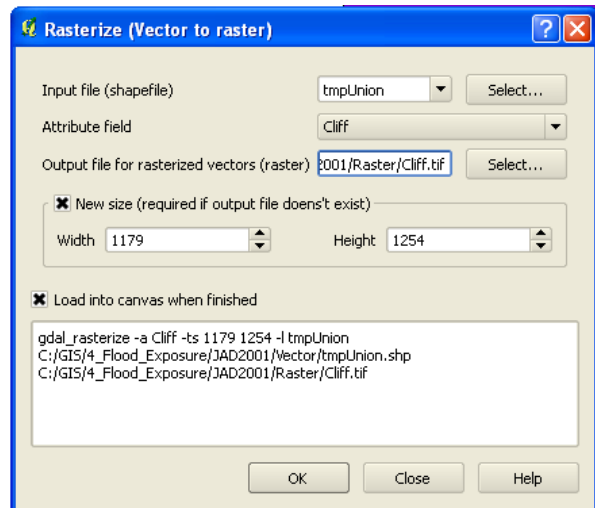 Rasterize (Vector to raster)
Input file (shapefile) tmpUnion Select...
Attribute field Cliff
Output file for rasterized vectors (raster) 2001/Raster/Cliff.tif Select...
New size (required if output file doens't exist)
Width 1179 Height 1254
Load into canvas when finished
gdal_rasterize -a Cliff -ts 1179 1254 -l tmpUnion
C:/GIS/4_Flood_Exposure/JAD2001/Vector/tmpUnion.shp
C:/GIS/4_Flood_Exposure/JAD2001/Raster/Cliff.tif
OK Close Help